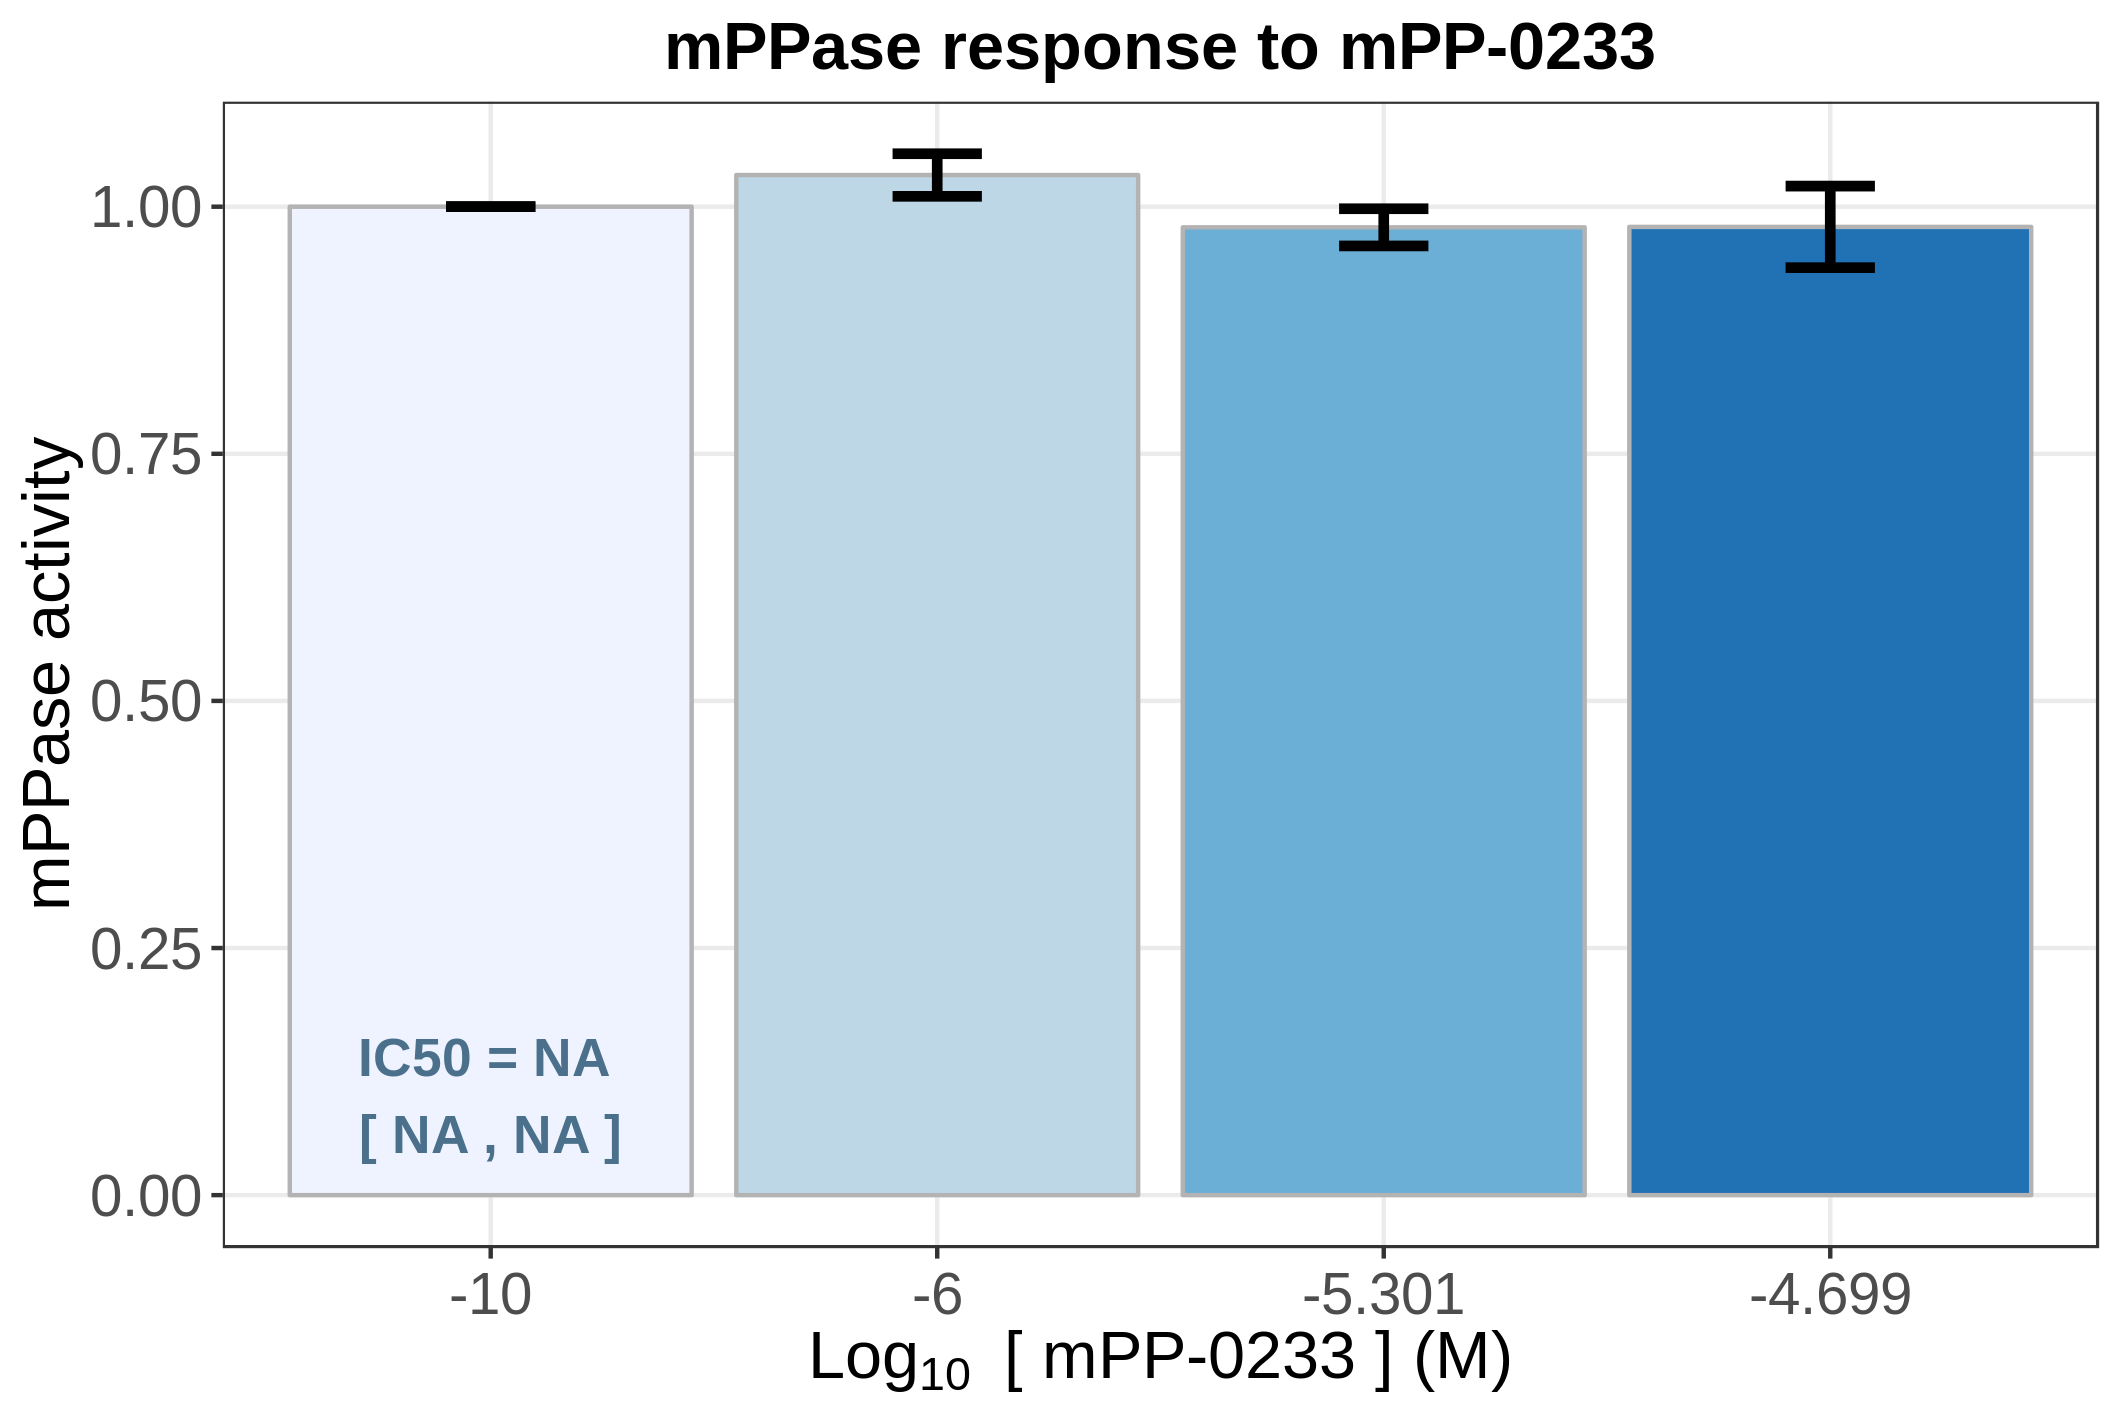 mPPase response to mPP-0233
mPPase activity
1.00
0.75
0.50
0.25
0.00
IC50 = NA
[ NA , NA ]
-10
-6
-5.301
-4.699
Log10 [ mPP-0233 ] (M)